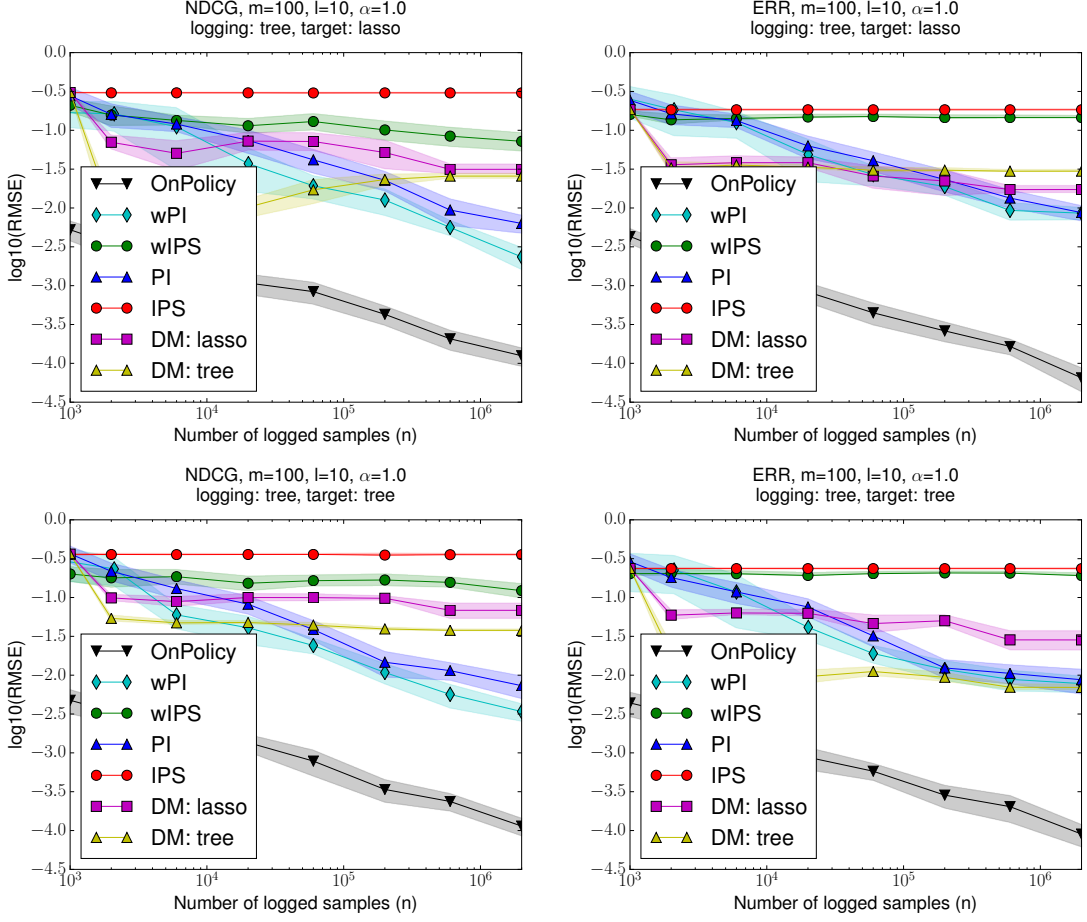 NDCG, m=100, l=10, α=1.0
logging: tree, target: lasso
0.0
−0.5
−1.0
−1.5
−2.0
−2.5
−3.0
−3.5
−4.0
−4.5
log10(RMSE)
OnPolicy
wPI
wIPS
PI
IPS
DM: lasso
DM: tree
10³ 10⁴ 10⁵ 10⁶
Number of logged samples (n)
ERR, m=100, l=10, α=1.0
logging: tree, target: lasso
0.0
−0.5
−1.0
−1.5
−2.0
−2.5
−3.0
−3.5
−4.0
−4.5
log10(RMSE)
OnPolicy
wPI
wIPS
PI
IPS
DM: lasso
DM: tree
10³ 10⁴ 10⁵ 10⁶
Number of logged samples (n)
NDCG, m=100, l=10, α=1.0
logging: tree, target: tree
0.0
−0.5
−1.0
−1.5
−2.0
−2.5
−3.0
−3.5
−4.0
−4.5
log10(RMSE)
OnPolicy
wPI
wIPS
PI
IPS
DM: lasso
DM: tree
10³ 10⁴ 10⁵ 10⁶
Number of logged samples (n)
ERR, m=100, l=10, α=1.0
logging: tree, target: tree
0.0
−0.5
−1.0
−1.5
−2.0
−2.5
−3.0
−3.5
−4.0
−4.5
log10(RMSE)
OnPolicy
wPI
wIPS
PI
IPS
DM: lasso
DM: tree
10³ 10⁴ 10⁵ 10⁶
Number of logged samples (n)